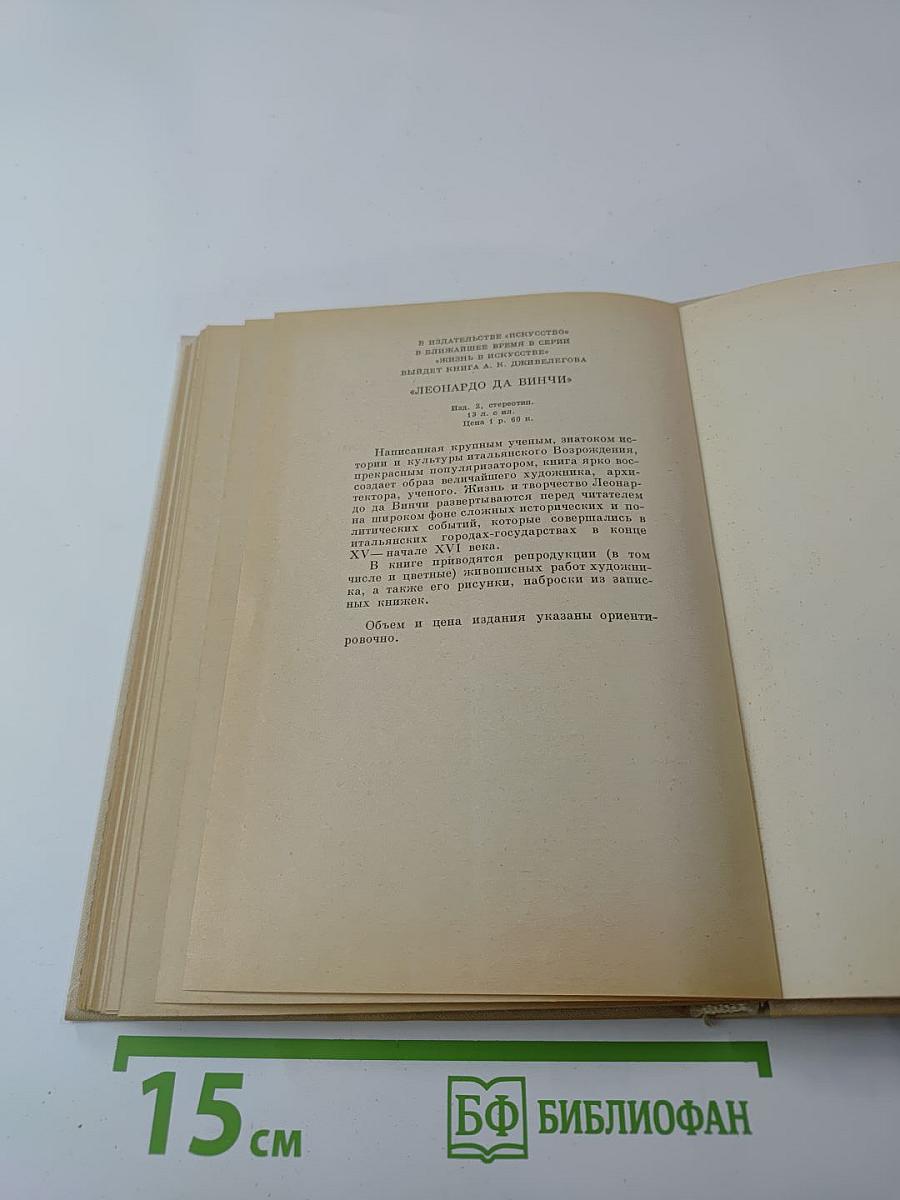 В ИЗДАТЕЛЬСТВЕ «ИСКУССТВО»
В БЛИЖАЙШЕЕ ВРЕМЯ В СЕРИИ
«ЖИЗНЬ В ИСКУССТВЕ»
ВЫЙДЕТ КНИГА А. К. ДЖИВЕЛЕГОВА
«ЛЕОНАРДО ДА ВИНЧИ»
Изд. 3, стереотип.
13 л. с ил.
Цена 1 р. 60 к.
Написанная крупным ученым, знатоком ис-
тории и культуры итальянского Возрождения,
прекрасным популяризатором, книга ярко вос-
создает образ величайшего художника, архи-
тектора, ученого. Жизнь и творчество Леонар-
до да Винчи развертываются перед читателем
на широком фоне сложных исторических и по-
литических событий, которые совершались в
итальянских городах-государствах в конце
XV— начале XVI века.
В книге приводятся репродукции (в том
числе и цветные) живописных работ художни-
ка, а также его рисунки, наброски из запис-
ных книжек.
Объем и цена издания указаны ориенти-
ровочно.
15 см
БФ БИБЛИОФАН